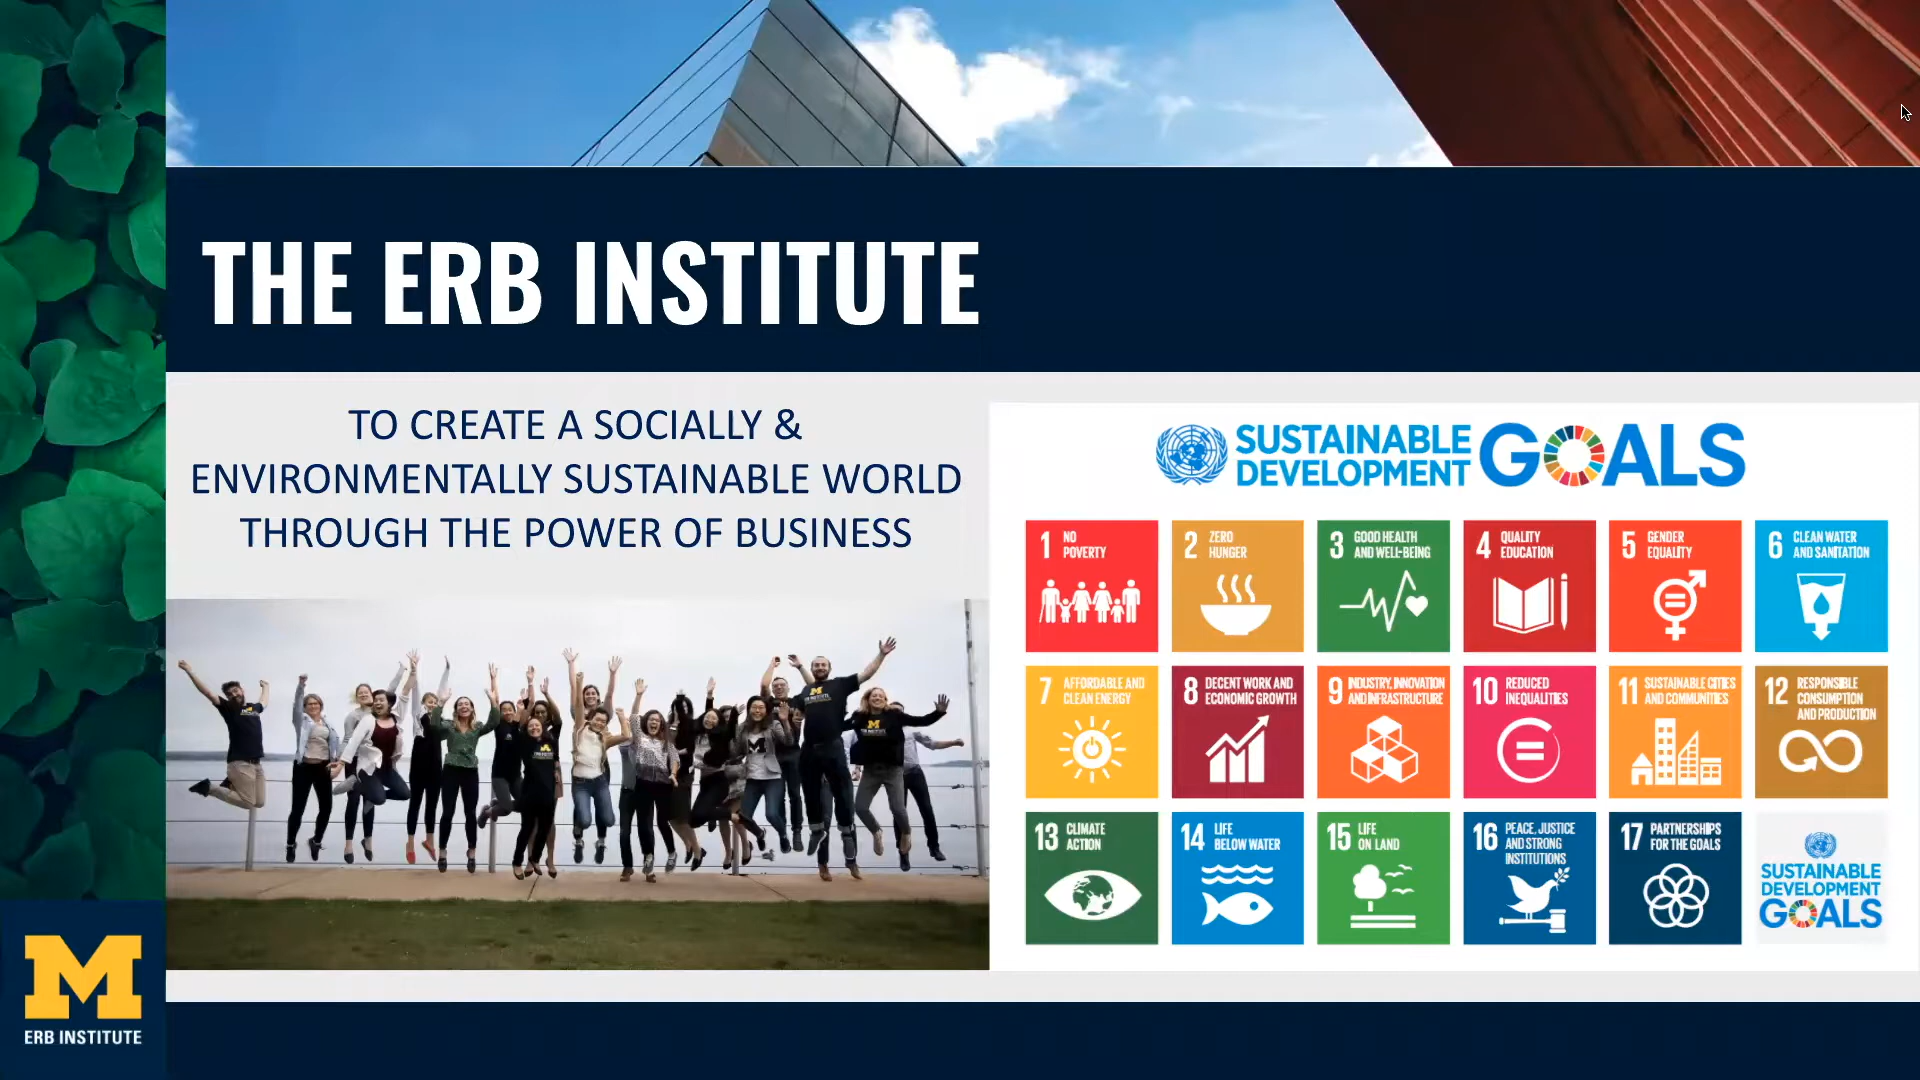 THE ERB INSTITUTE
TO CREATE A SOCIALLY &
ENVIRONMENTALLY SUSTAINABLE WORLD
THROUGH THE POWER OF BUSINESS
SUSTAINABLE
DEVELOPMENT
GOALS
1 NO
POVERTY
2 ZERO
HUNGER
3 GOOD HEALTH
AND WELL-BEING
4 QUALITY
EDUCATION
5 GENDER
EQUALITY
6 CLEAN WATER
AND SANITATION
7 AFFORDABLE AND
CLEAN ENERGY
8 DECENT WORK AND
ECONOMIC GROWTH
9 INDUSTRY, INNOVATION
AND INFRASTRUCTURE
10 REDUCED
INEQUALITIES
11 SUSTAINABLE CITIES
AND COMMUNITIES
12 RESPONSIBLE
CONSUMPTION
AND PRODUCTION
13 CLIMATE
ACTION
14 LIFE
BELOW WATER
15 LIFE
ON LAND
16 PEACE, JUSTICE
AND STRONG
INSTITUTIONS
17 PARTNERSHIPS
FOR THE GOALS
SUSTAINABLE
DEVELOPMENT
GOALS
M
ERB INSTITUTE